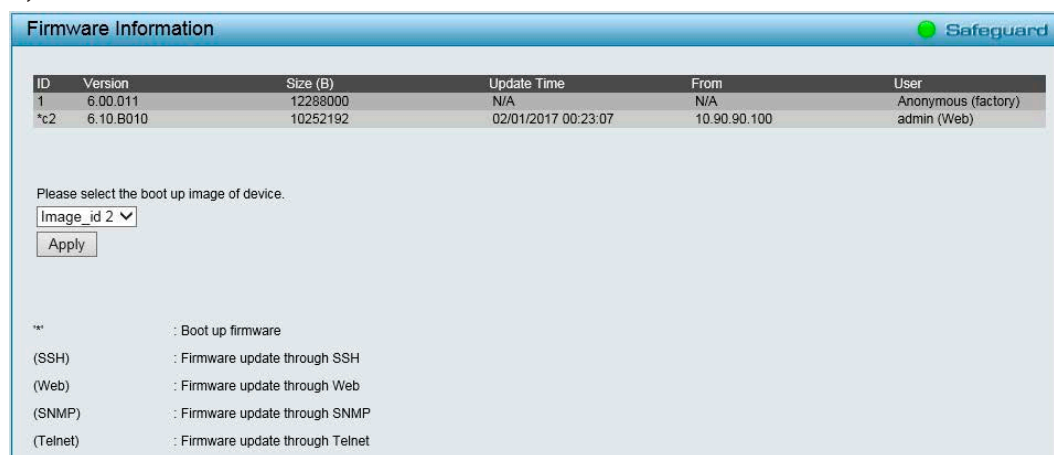 Firmware Information Safeguard
ID Version Size (B) Update Time From User
1 6.00.011 12288000 N/A N/A Anonymous (factory)
*c2 6.10.B010 10252192 02/01/2017 00:23:07 10.90.90.100 admin (Web)
Please select the boot up image of device.
Image_id 2
Apply
'*' : Boot up firmware
(SSH) : Firmware update through SSH
(Web) : Firmware update through Web
(SNMP) : Firmware update through SNMP
(Telnet) : Firmware update through Telnet